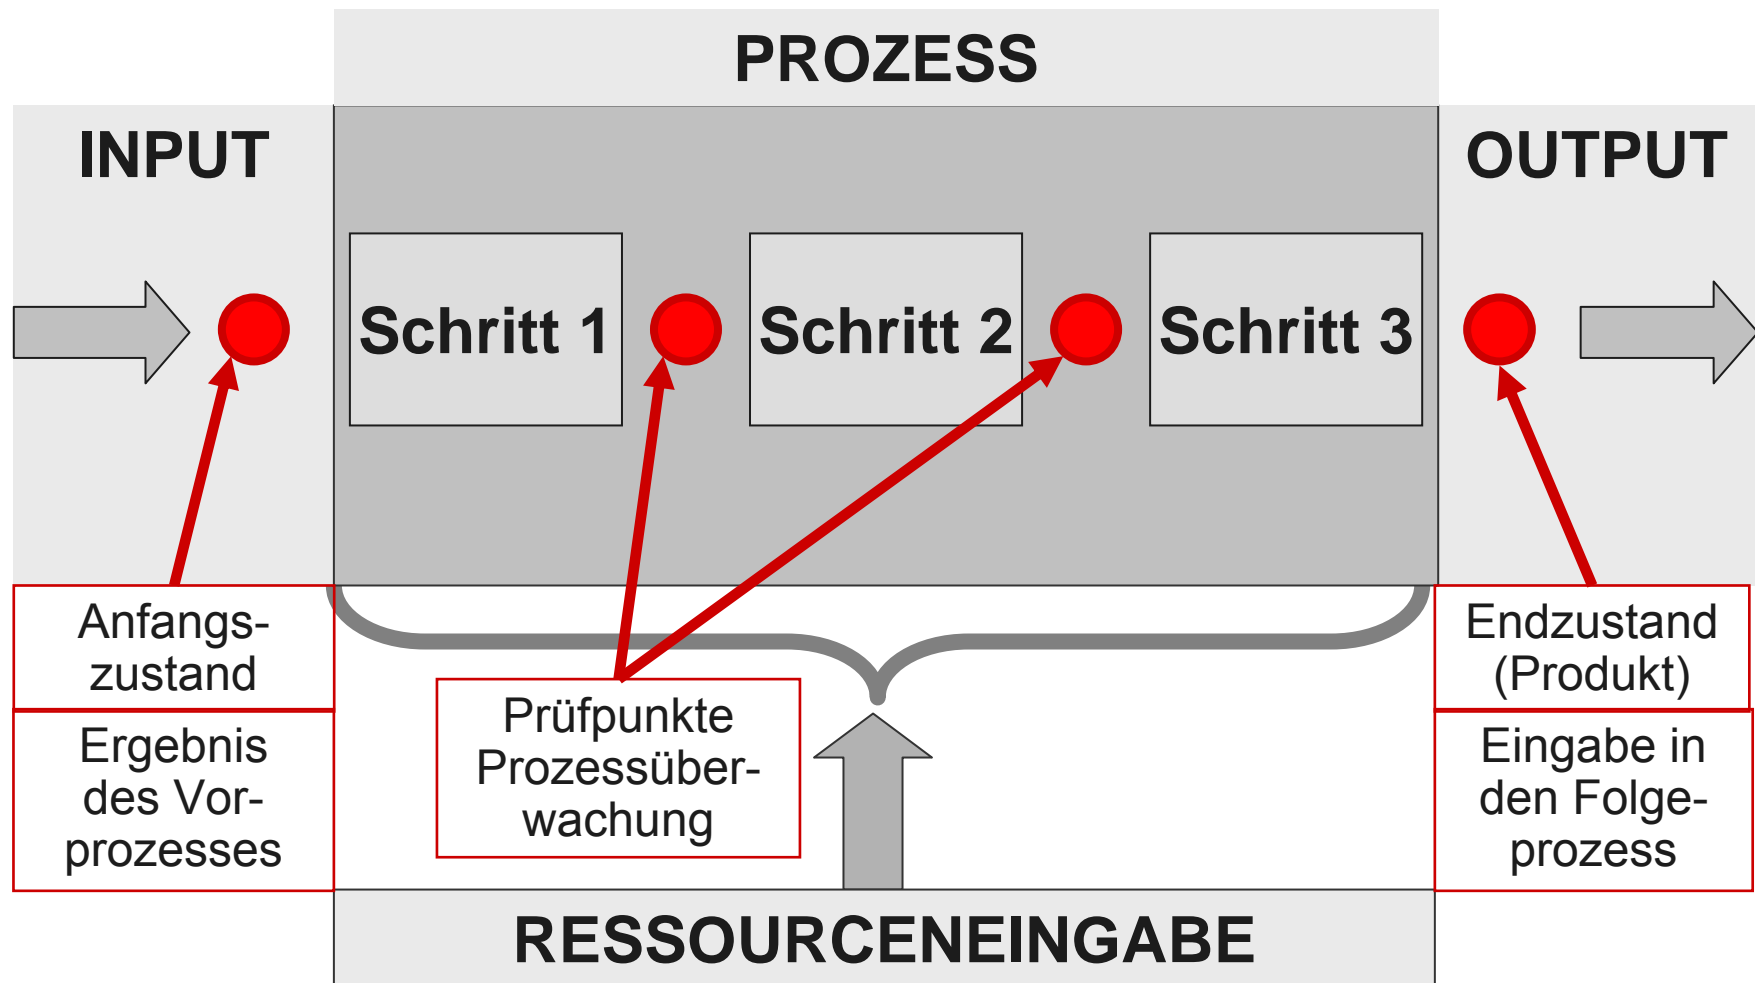 PROZESS
INPUT
OUTPUT
Schritt 1
Schritt 2
Schritt 3
Anfangs-
zustand
Ergebnis
des Vor-
prozesses
Prüfpunkte
Prozessüber-
wachung
Endzustand
(Produkt)
Eingabe in
den Folge-
prozess
RESSOURCENEINGABE